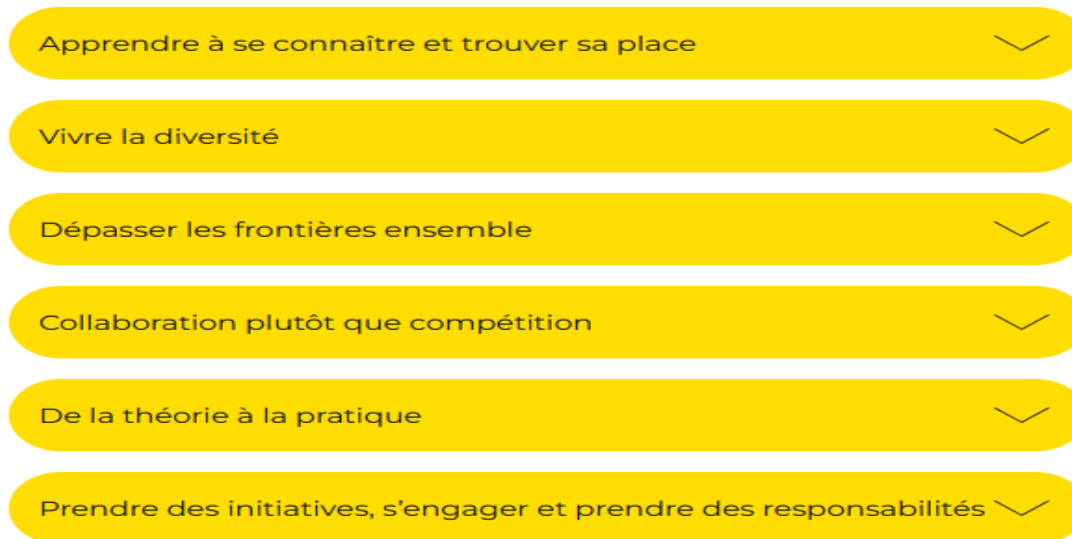 Apprendre à se connaître et trouver sa place
Vivre la diversité
Dépasser les frontières ensemble
Collaboration plutôt que compétition
De la théorie à la pratique
Prendre des initiatives, s’engager et prendre des responsabilités